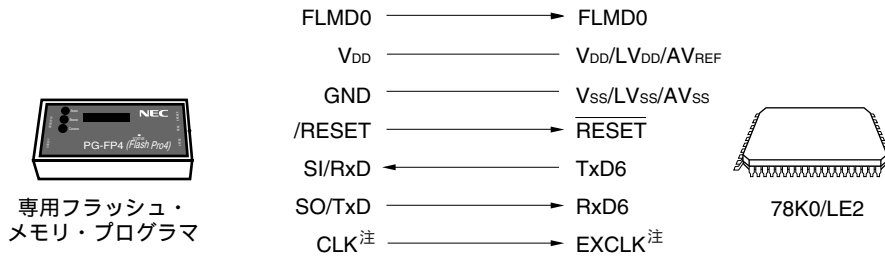 FLMD0 FLMD0
VDD VDD/LVDD/AVREF
GND VSS/LVSS/AVSS
/RESET RESET
SI/RxD TxD6
SO/TxD RxD6
CLK注 EXCLK注
NEC
PG-FP4 (Flash Pro4)
専用フラッシュ・
メモリ・プログラマ
78K0/LE2